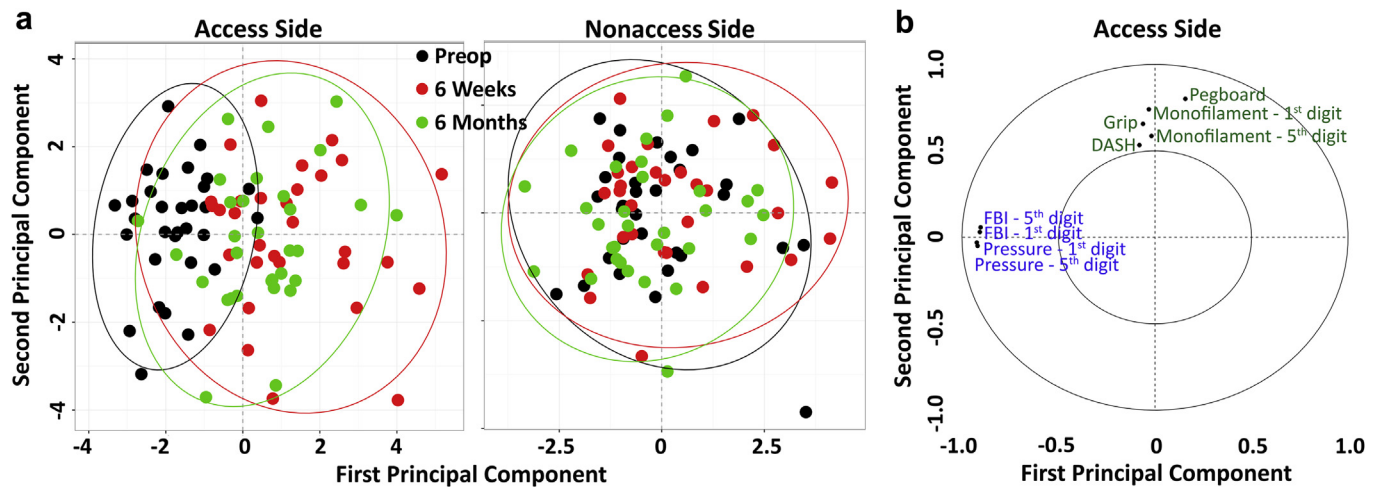 a
Access Side
Nonaccess Side
Preop
6 Weeks
6 Months
Second Principal Component
4
2
0
-2
-4
-4
-2
0
2
4
-2.5
0
2.5
First Principal Component
b
Access Side
Second Principal Component
1.0
0.5
0
-0.5
-1.0
Pegboard
Monofilament - 1st digit
Grip
Monofilament - 5th digit
DASH
FBI - 5th digit
FBI - 1st digit
Pressure - 1st digit
Pressure - 5th digit
-1.0
-0.5
0
0.5
1.0
First Principal Component